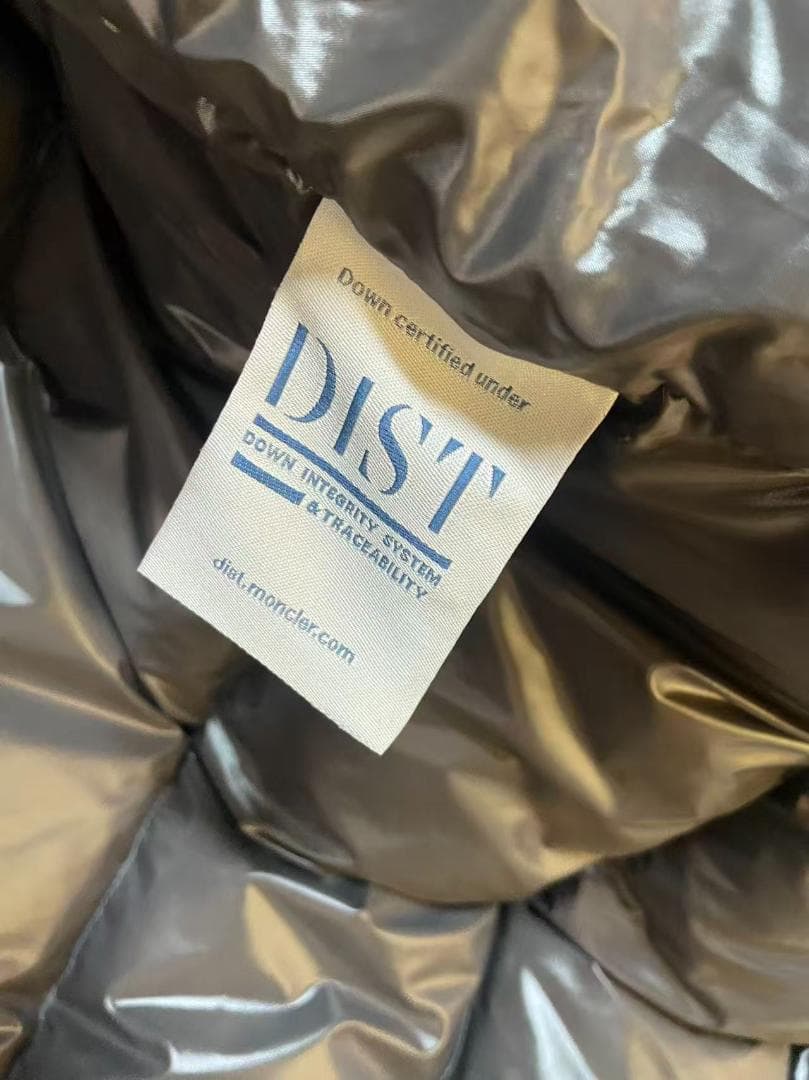 Down certified under
DIST
DOWN INTEGRITY SYSTEM
& TRACEABILITY
dist.moncler.com